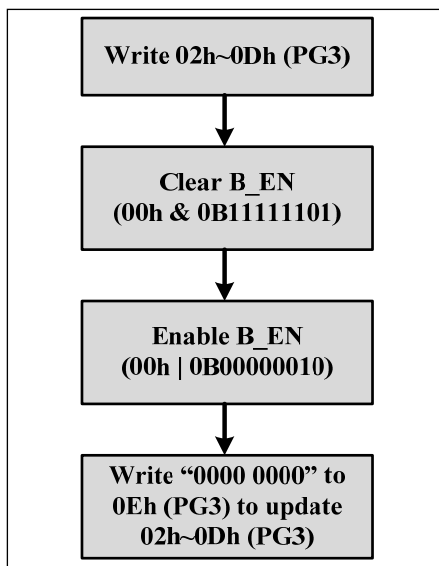 Write 02h~0Dh (PG3)
Clear B_EN
(00h & 0B11111101)
Enable B_EN
(00h | 0B00000010)
Write “0000 0000” to
0Eh (PG3) to update
02h~0Dh (PG3)